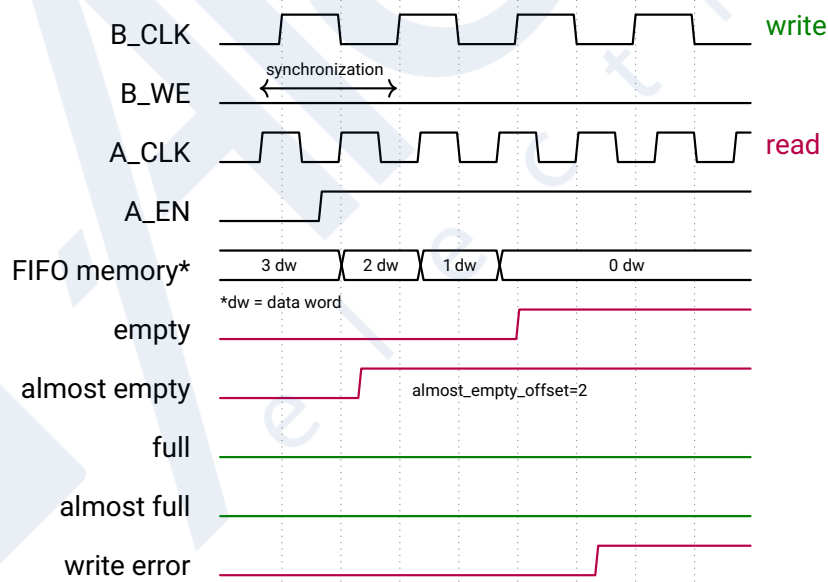 B_CLK
write
synchronization
B_WE
A_CLK
read
A_EN
FIFO memory*
3 dw
2 dw
1 dw
0 dw
*dw = data word
empty
almost empty
almost_empty_offset=2
full
almost full
write error